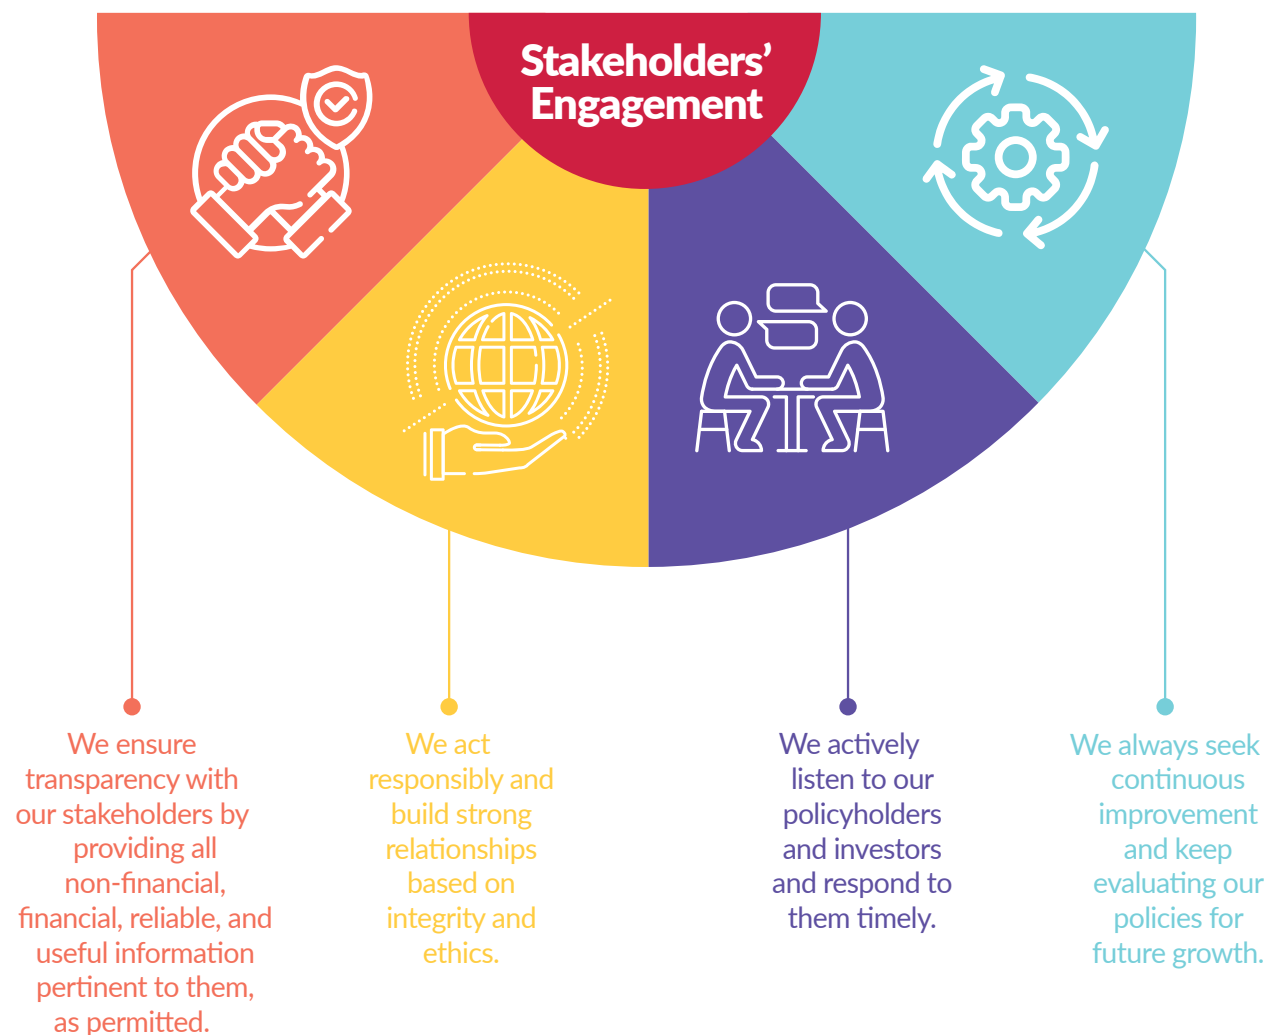 Stakeholders’
Engagement
We ensure
transparency with
our stakeholders by
providing all
non-financial,
financial, reliable, and
useful information
pertinent to them,
as permitted.
We act
responsibly and
build strong
relationships
based on
integrity and
ethics.
We actively
listen to our
policyholders
and investors
and respond to
them timely.
We always seek
continuous
improvement
and keep
evaluating our
policies for
future growth.